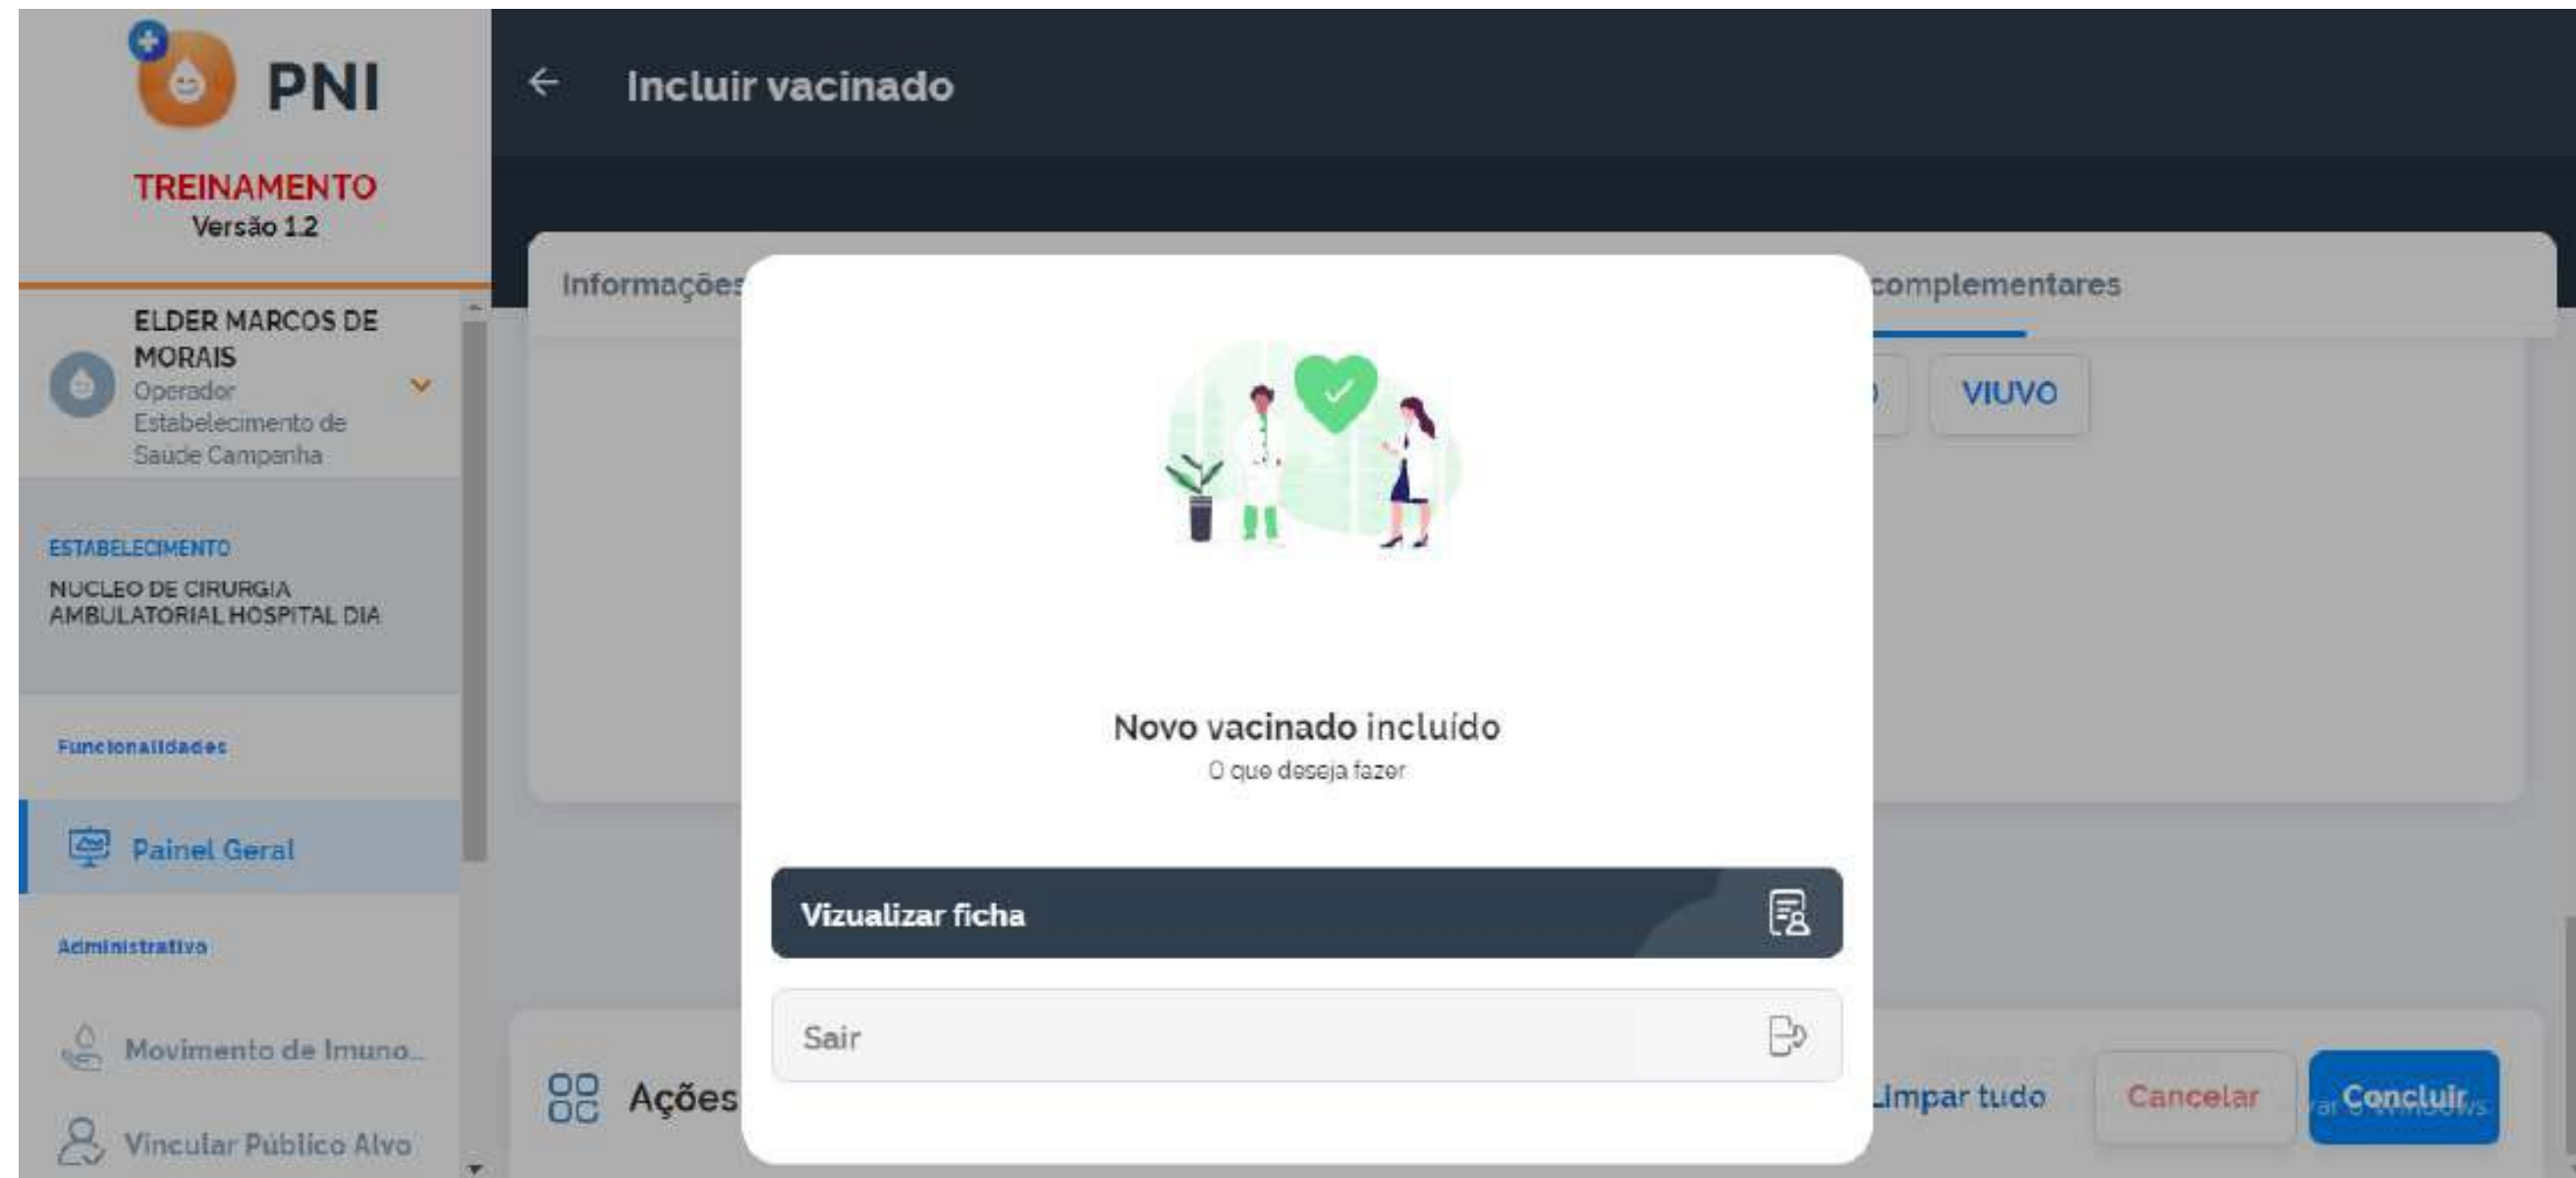 PNI
TREINAMENTO
Versão 1.2
ELDER MARCOS DE
MORAIS
Operador
Estabelecimento de
Saúde Campanha
ESTABELECIMENTO
NUCLEO DE CIRURGIA
AMBULATORIAL HOSPITAL DIA
Funcionalidades
Painel Geral
Administrativo
Movimento de Imuno...
Vincular Público Alvo
Incluir vacinado
Informações
complementares
VIUVO
Novo vacinado incluído
O que deseja fazer
Vizualizar ficha
Sair
Ações
Limpar tudo
Cancelar
Concluir